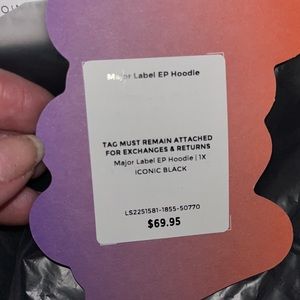 Major Label EP Hoodie
TAG MUST REMAIN ATTACHED
FOR EXCHANGES & RETURNS
Major Label EP Hoodie | 1X
ICONIC BLACK
LS2251581-1855-50770
$69.95